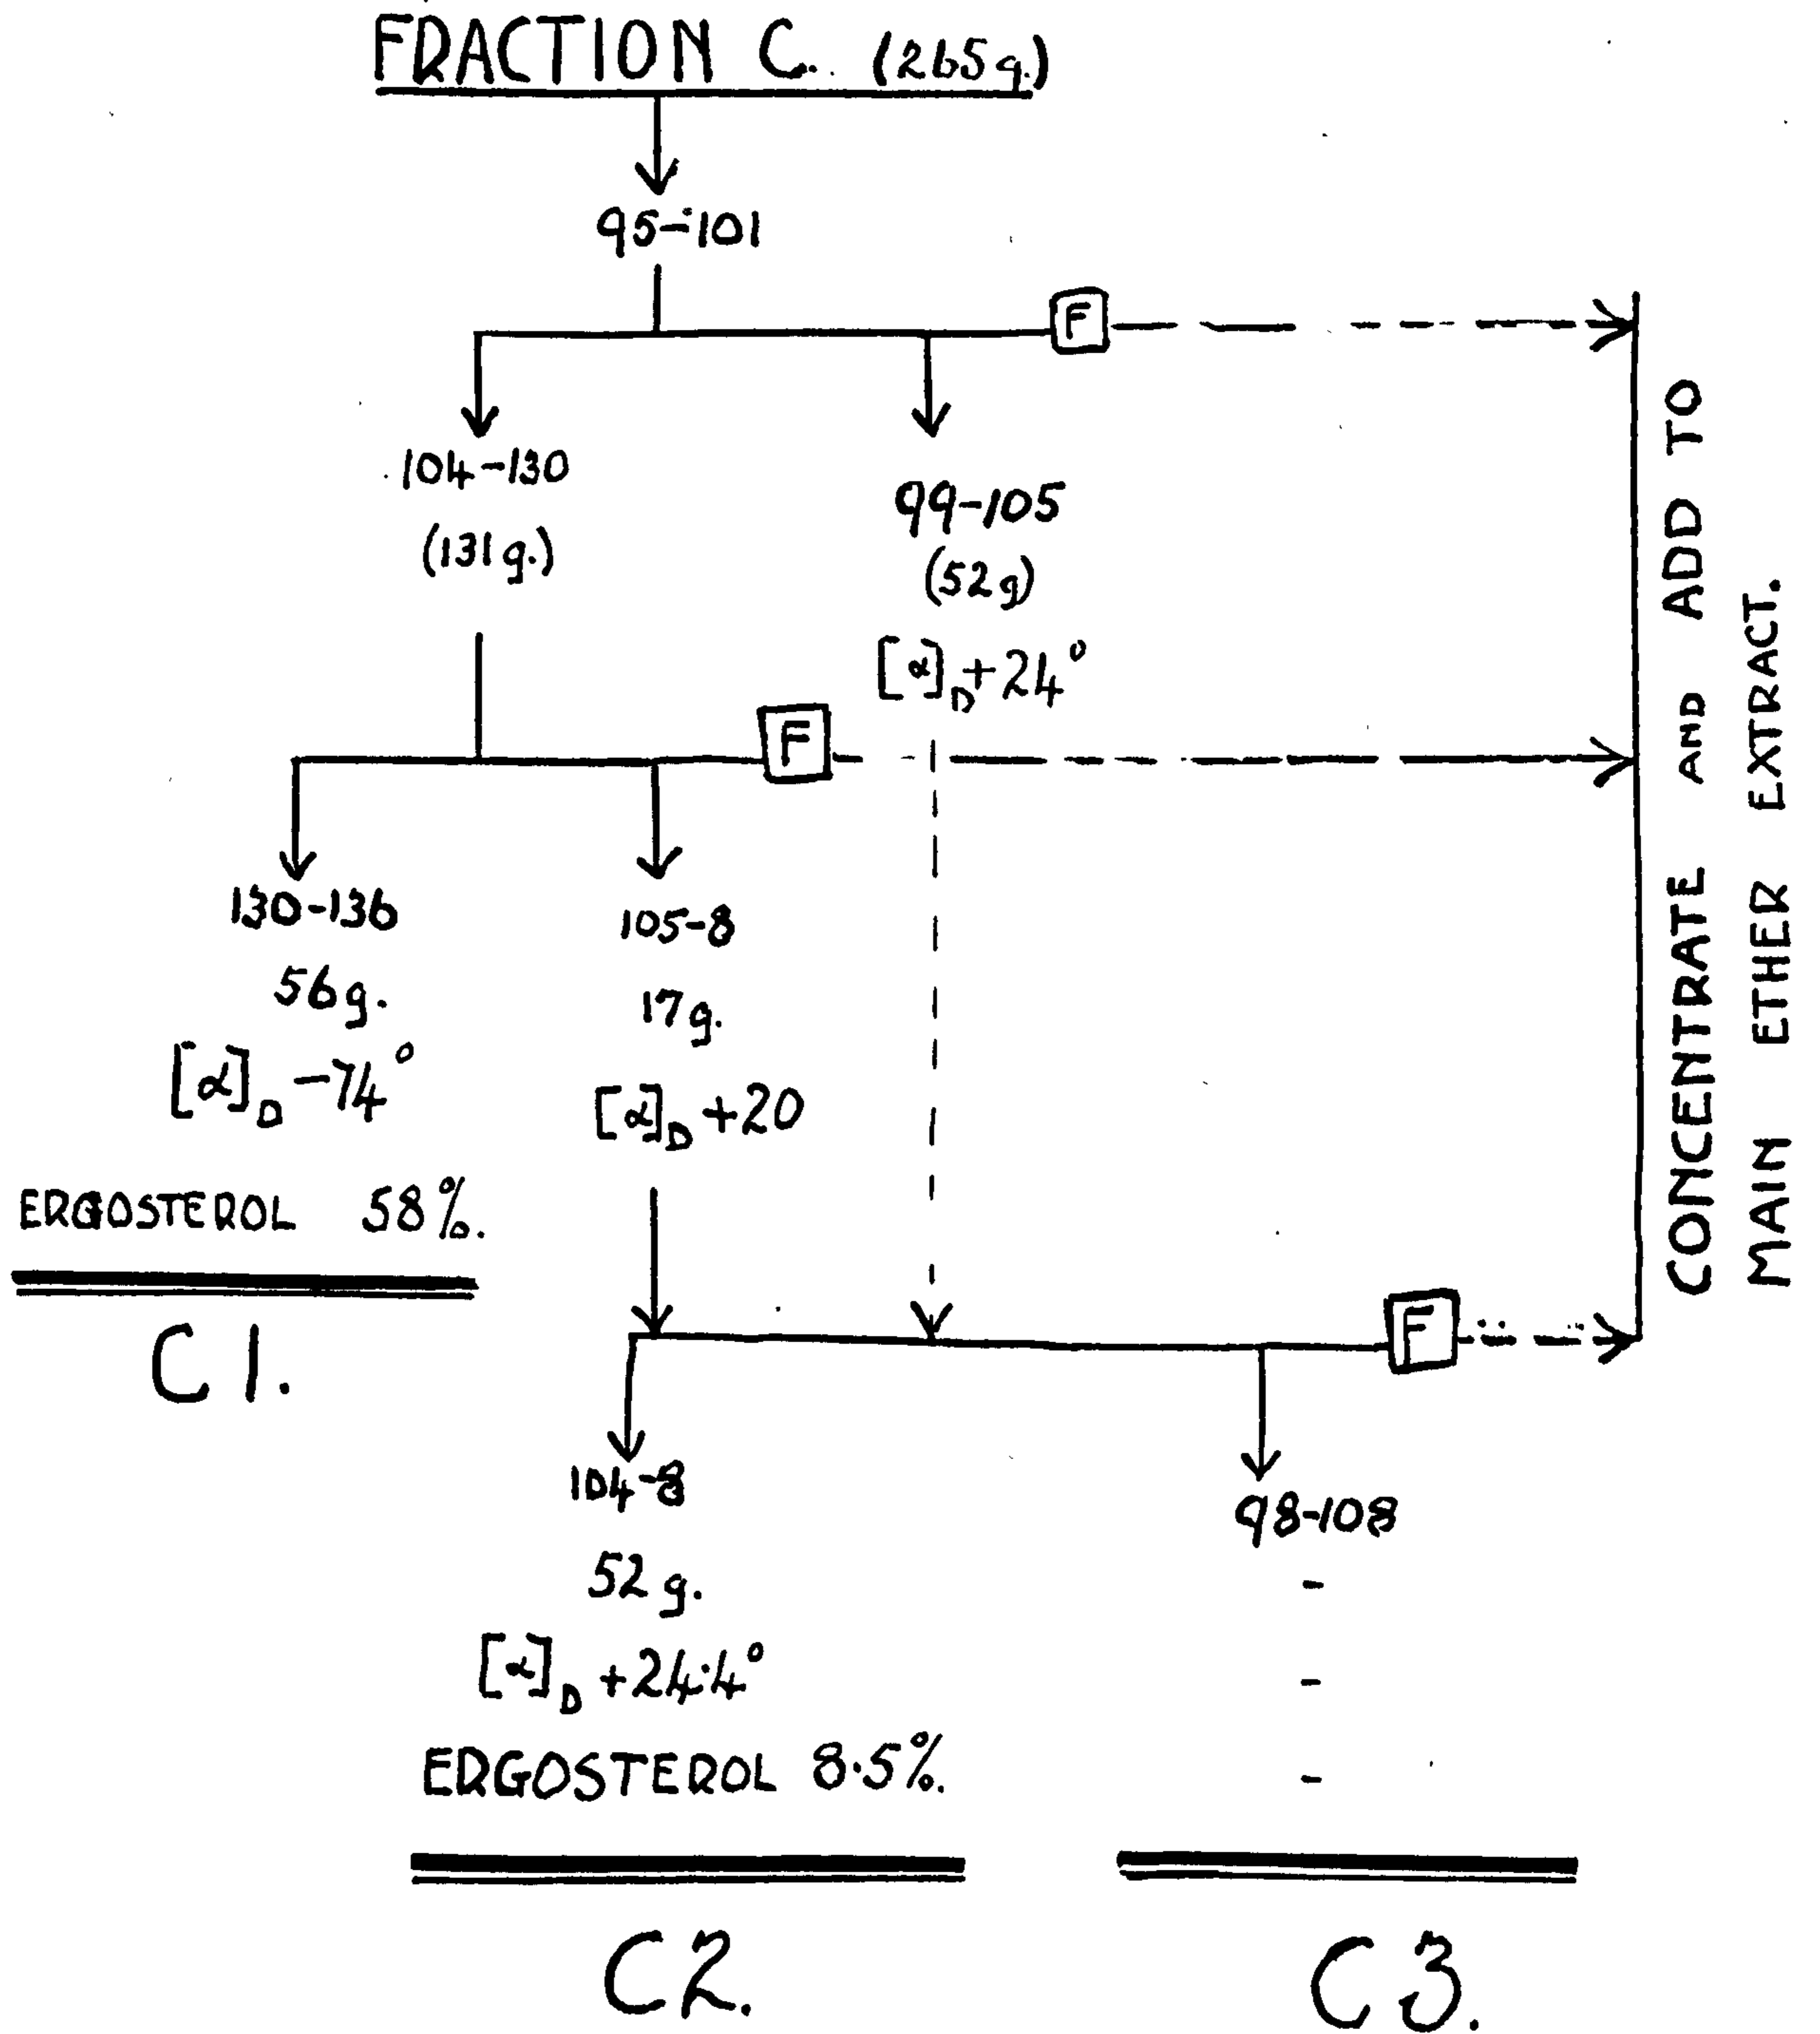 FRACTION C. (265g.)
95-101
F
104-130
(131g.)
99-105
(52g)
[α]D+24°
F
130-136
56g.
[α]D -74°
ERGOSTEROL 58%.
C1.
105-8
17g.
[α]D +20
F
104-8
52g.
[α]D +24.4°
ERGOSTEROL 8.5%.
C2.
98-108
-
-
-
C3.
CONCENTRATE AND ADD TO
MAIN ETHER EXTRACT.